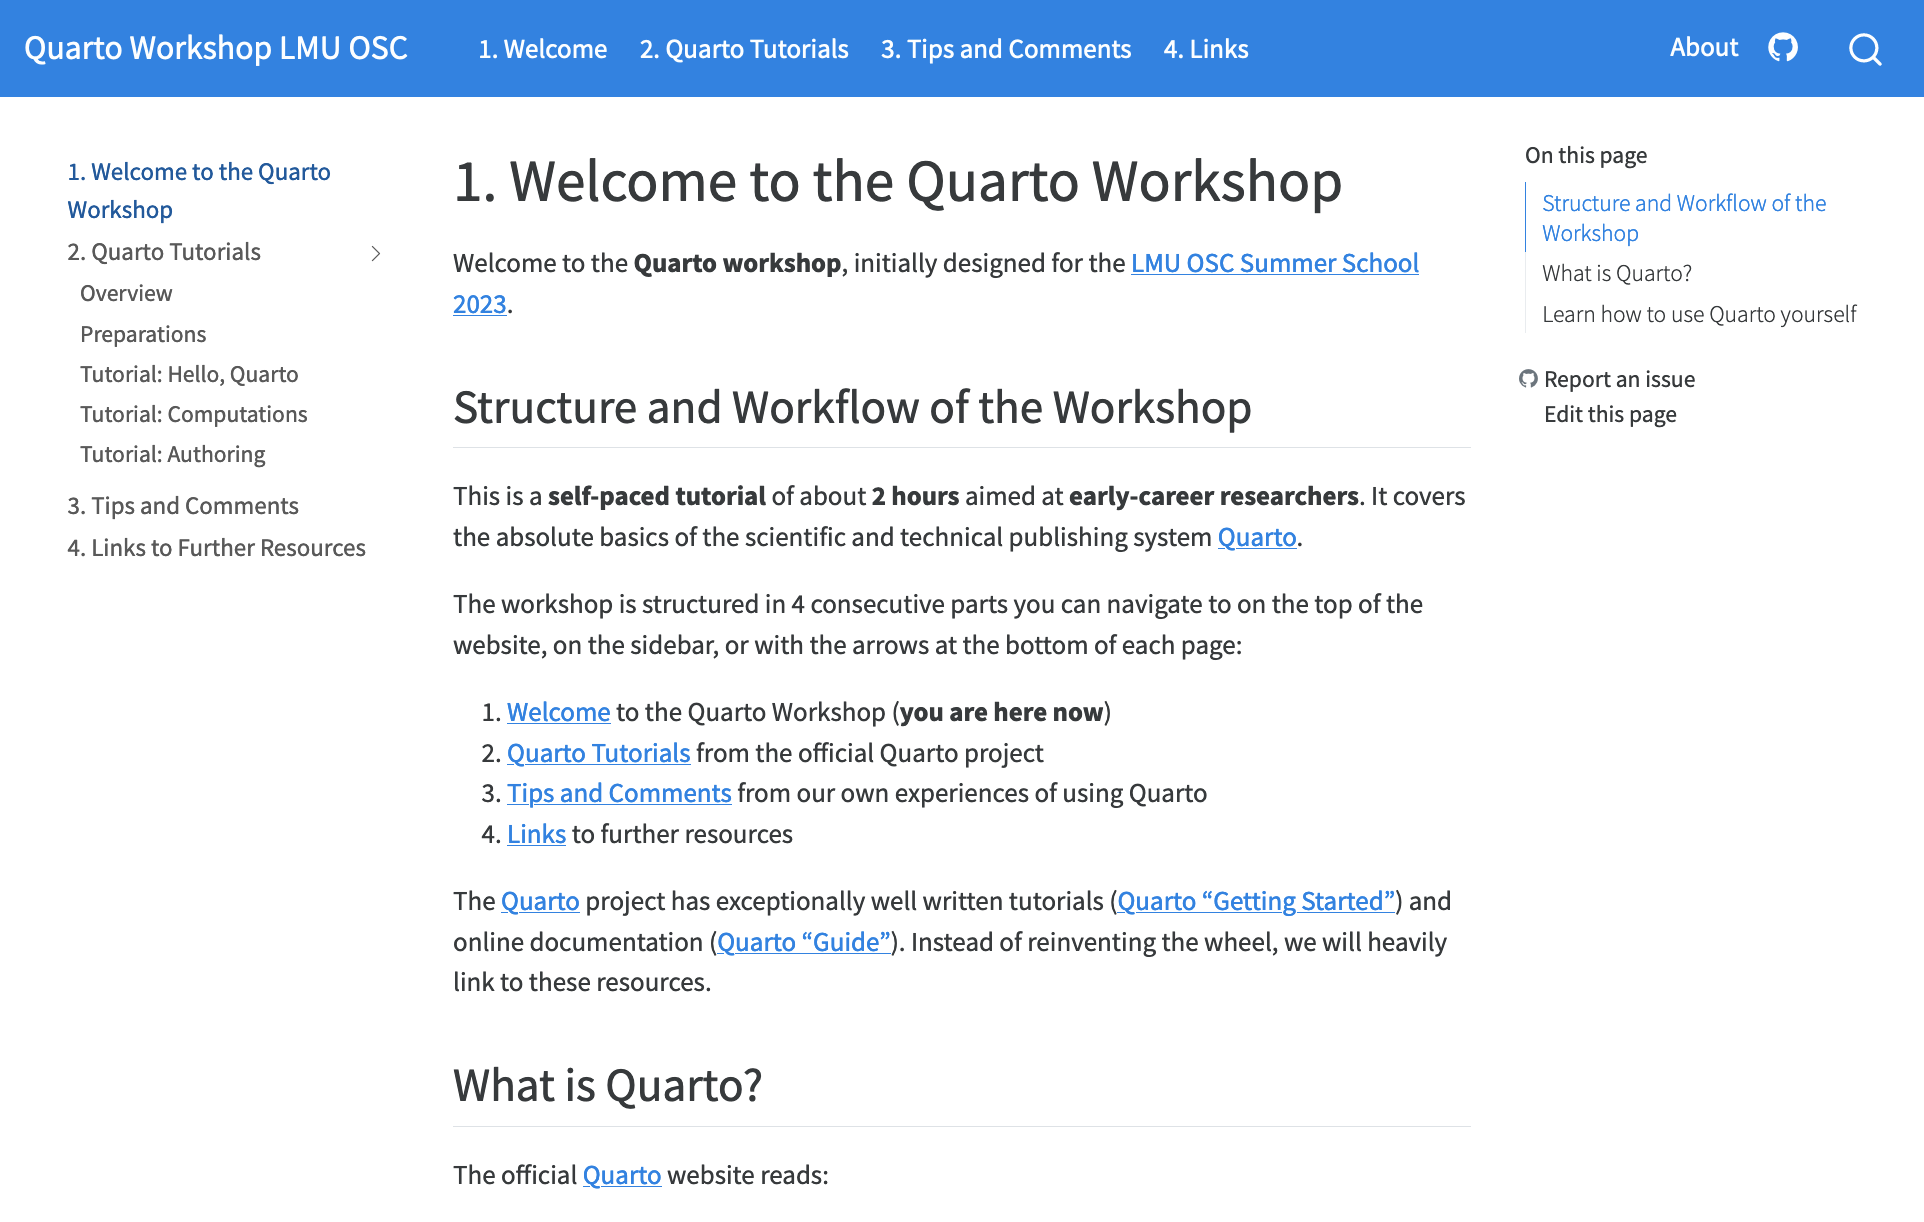 Quarto Workshop LMU OSC
1. Welcome
2. Quarto Tutorials
3. Tips and Comments
4. Links
About
1. Welcome to the Quarto
Workshop
2. Quarto Tutorials
Overview
Preparations
Tutorial: Hello, Quarto
Tutorial: Computations
Tutorial: Authoring
3. Tips and Comments
4. Links to Further Resources
1. Welcome to the Quarto Workshop
Welcome to the Quarto workshop, initially designed for the LMU OSC Summer School
2023.
Structure and Workflow of the Workshop
This is a self-paced tutorial of about 2 hours aimed at early-career researchers. It covers
the absolute basics of the scientific and technical publishing system Quarto.
The workshop is structured in 4 consecutive parts you can navigate to on the top of the
website, on the sidebar, or with the arrows at the bottom of each page:
1. Welcome to the Quarto Workshop (you are here now)
2. Quarto Tutorials from the official Quarto project
3. Tips and Comments from our own experiences of using Quarto
4. Links to further resources
The Quarto project has exceptionally well written tutorials (Quarto “Getting Started”) and
online documentation (Quarto “Guide”). Instead of reinventing the wheel, we will heavily
link to these resources.
What is Quarto?
The official Quarto website reads:
On this page
Structure and Workflow of the
Workshop
What is Quarto?
Learn how to use Quarto yourself
Report an issue
Edit this page